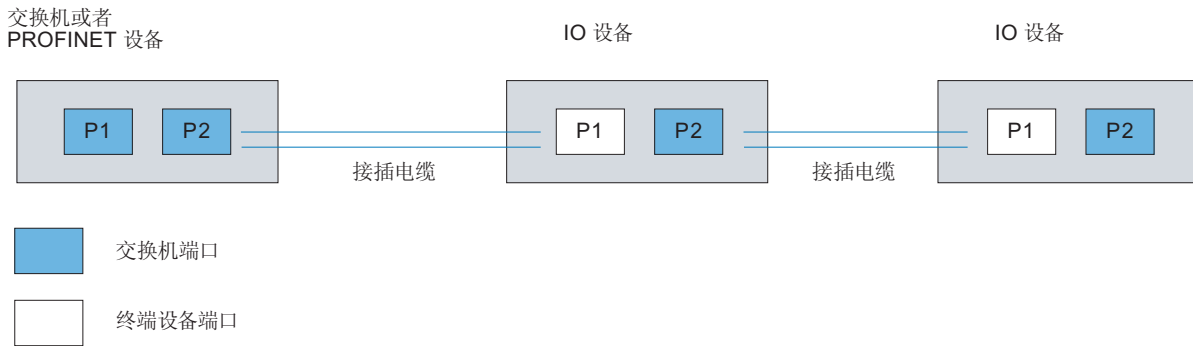 交换机或者
PROFINET 设备
IO 设备
IO 设备
P1
P2
P1
P2
P1
P2
接插电缆
接插电缆
交换机端口
终端设备端口